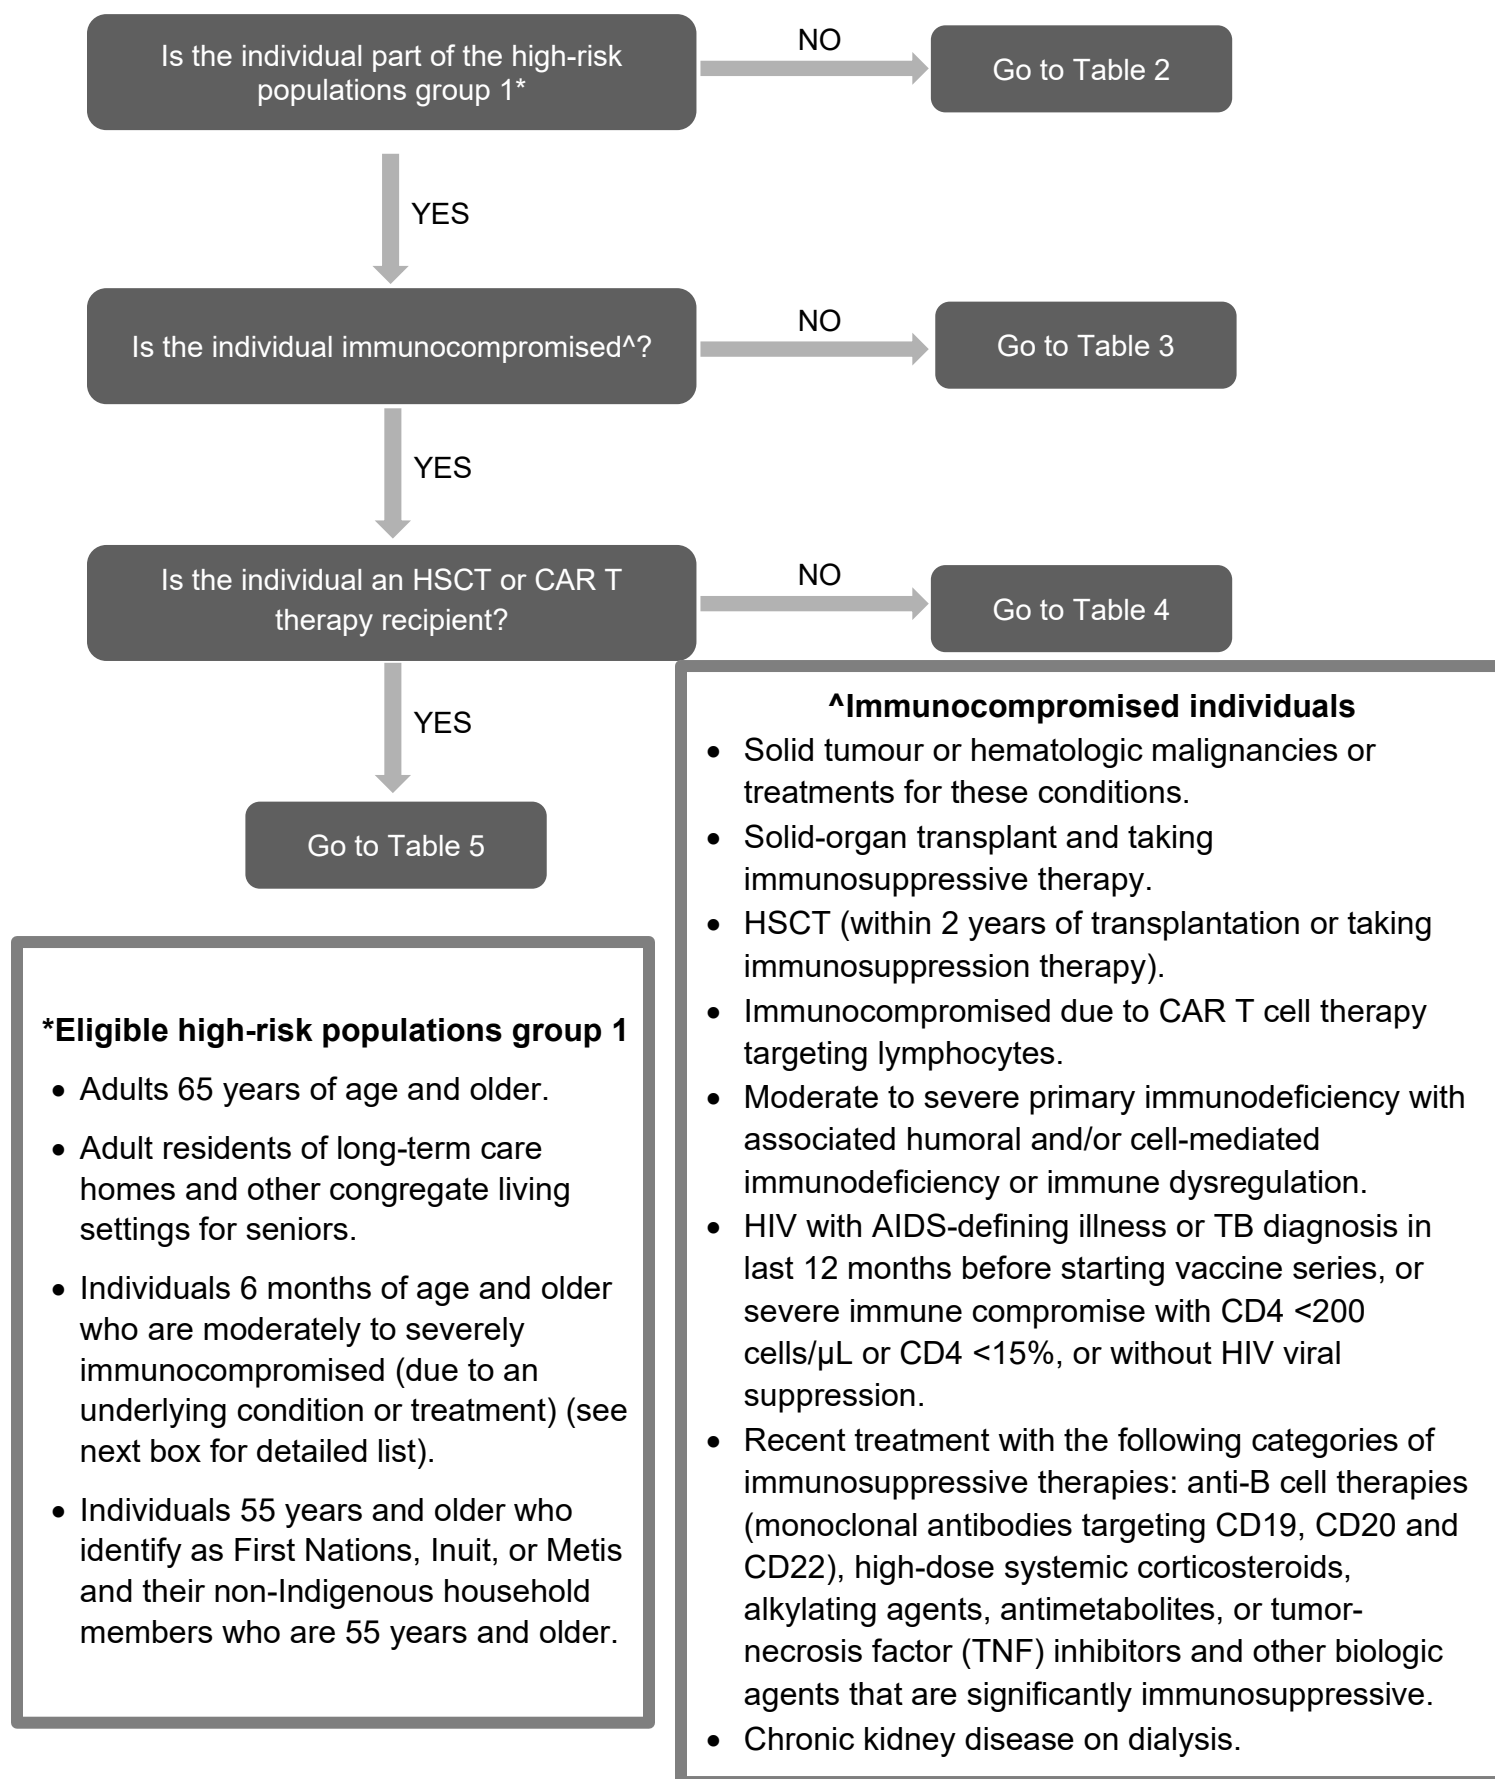 Is the individual part of the high-risk
populations group 1*
NO
Go to Table 2
YES
Is the individual immunocompromised^?
NO
Go to Table 3
YES
Is the individual an HSCT or CAR T
therapy recipient?
NO
Go to Table 4
YES
Go to Table 5
*Eligible high-risk populations group 1
• Adults 65 years of age and older.
• Adult residents of long-term care
homes and other congregate living
settings for seniors.
• Individuals 6 months of age and older
who are moderately to severely
immunocompromised (due to an
underlying condition or treatment) (see
next box for detailed list).
• Individuals 55 years and older who
identify as First Nations, Inuit, or Metis
and their non-Indigenous household
members who are 55 years and older.
^Immunocompromised individuals
• Solid tumour or hematologic malignancies or
treatments for these conditions.
• Solid-organ transplant and taking
immunosuppressive therapy.
• HSCT (within 2 years of transplantation or taking
immunosuppression therapy).
• Immunocompromised due to CAR T cell therapy
targeting lymphocytes.
• Moderate to severe primary immunodeficiency with
associated humoral and/or cell-mediated
immunodeficiency or immune dysregulation.
• HIV with AIDS-defining illness or TB diagnosis in
last 12 months before starting vaccine series, or
severe immune compromise with CD4 <200
cells/µL or CD4 <15%, or without HIV viral
suppression.
• Recent treatment with the following categories of
immunosuppressive therapies: anti-B cell therapies
(monoclonal antibodies targeting CD19, CD20 and
CD22), high-dose systemic corticosteroids,
alkylating agents, antimetabolites, or tumor-
necrosis factor (TNF) inhibitors and other biologic
agents that are significantly immunosuppressive.
• Chronic kidney disease on dialysis.